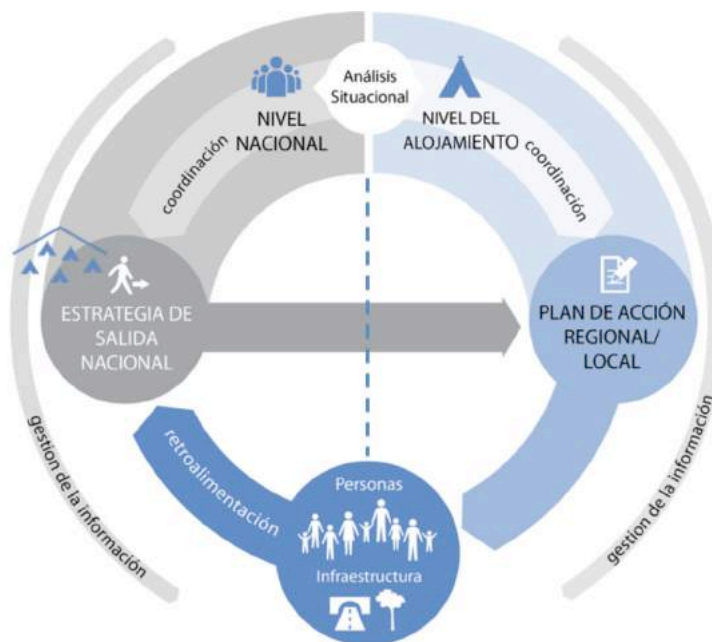 Análisis
Situacional
NIVEL
NACIONAL
NIVEL DEL
ALOJAMIENTO
coordinación
coordinación
ESTRATEGIA DE
SALIDA
NACIONAL
PLAN DE ACCIÓN
REGIONAL/
LOCAL
retroalimentación
Personas
Infraestructura
gestion de la información
gestion de la información